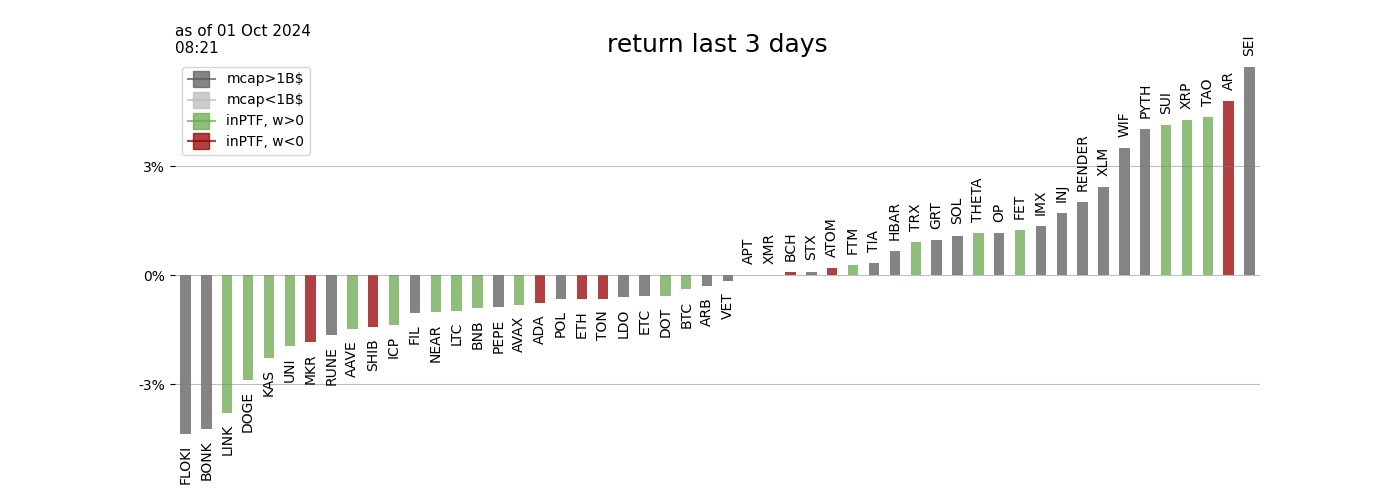 as of 01 Oct 2024
08:21
return last 3 days
mcap>1B$
mcap<1B$
inPTF, w>0
inPTF, w<0
3%
0%
-3%
FLOKI
BONK
LINK
DOGE
KAS
UNI
MKR
RUNE
AAVE
SHIB
ICP
FIL
NEAR
LTC
BNB
PEPE
AVAX
ADA
POL
ETH
TON
LDO
ETC
DOT
BTC
ARB
VET
APT
XMR
BCH
STX
ATOM
FTM
TIA
HBAR
TRX
GRT
SOL
THETA
OP
FET
IMX
INJ
RENDER
XLM
WIF
PYTH
SUI
XRP
TAO
AR
SEI